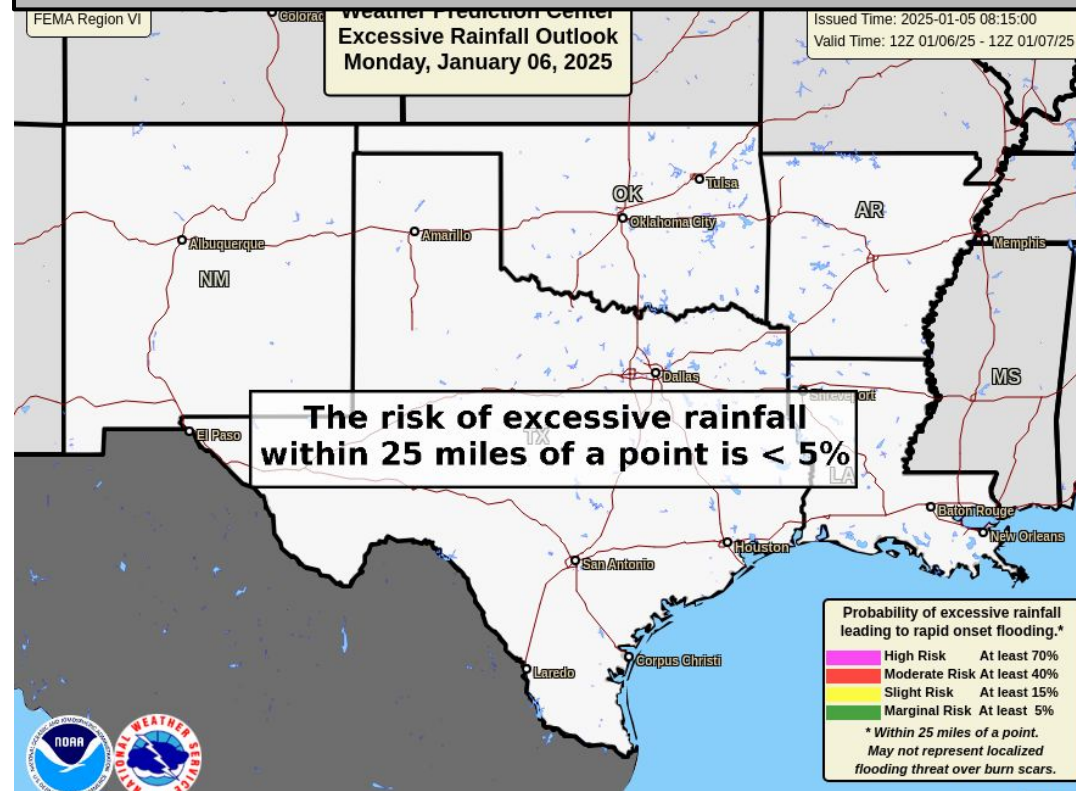 FEMA Region VI
Weather Prediction Center
Excessive Rainfall Outlook
Monday, January 06, 2025
Issued Time: 2025-01-05 08:15:00
Valid Time: 12Z 01/06/25 - 12Z 01/07/25
Tulsa
OK
Oklahoma City
AR
Amarillo
Albuquerque
Memphis
NM
Dallas
MS
Shreveport
The risk of excessive rainfall
within 25 miles of a point is < 5%
El Paso
TX
LA
Baton Rouge
New Orleans
Houston
San Antonio
Corpus Christi
Laredo
Probability of excessive rainfall
leading to rapid onset flooding.*
High Risk At least 70%
Moderate Risk At least 40%
Slight Risk At least 15%
Marginal Risk At least 5%
* Within 25 miles of a point.
May not represent localized
flooding threat over burn scars.
NOAA
NATIONAL WEATHER SERVICE